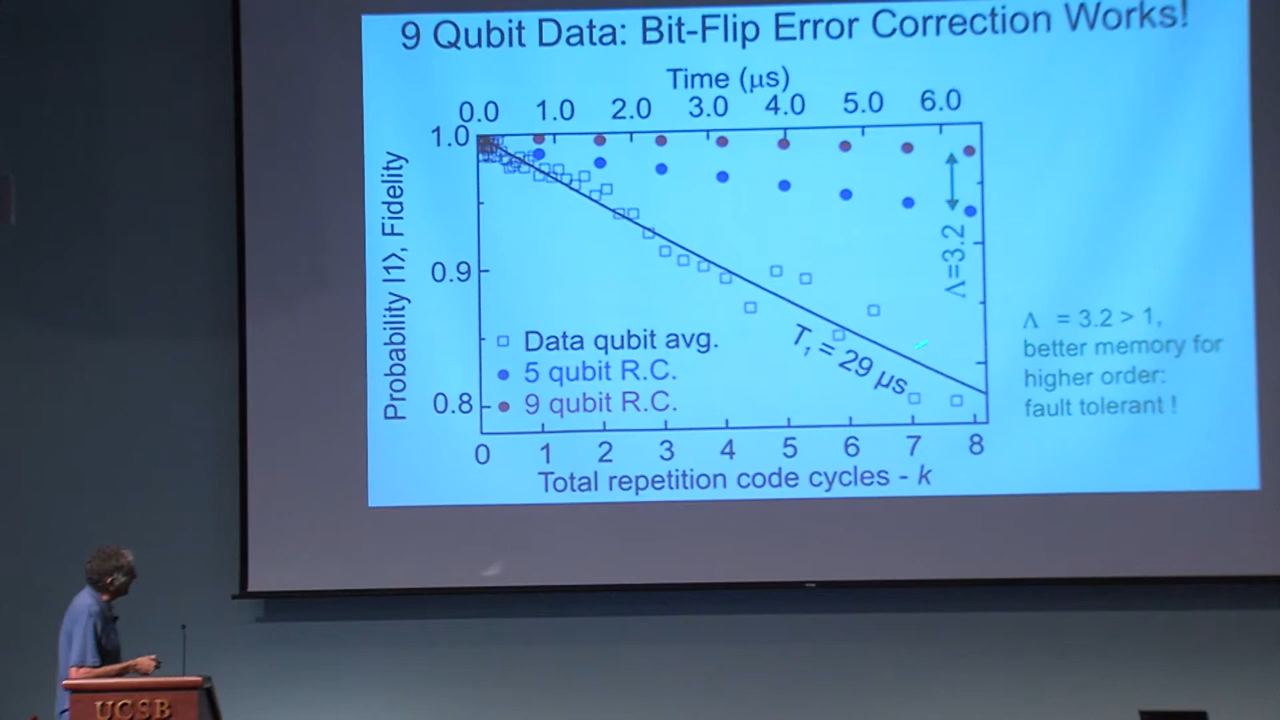 9 Qubit Data: Bit-Flip Error Correction Works!
Time (μs)
0.0 1.0 2.0 3.0 4.0 5.0 6.0
1.0
0.9
0.8
Probability |1⟩, Fidelity
Λ=3.2
Data qubit avg.
5 qubit R.C.
9 qubit R.C.
T₁ = 29 μs
0 1 2 3 4 5 6 7 8
Total repetition code cycles - k
Λ = 3.2 > 1,
better memory for
higher order:
fault tolerant !
UCSB